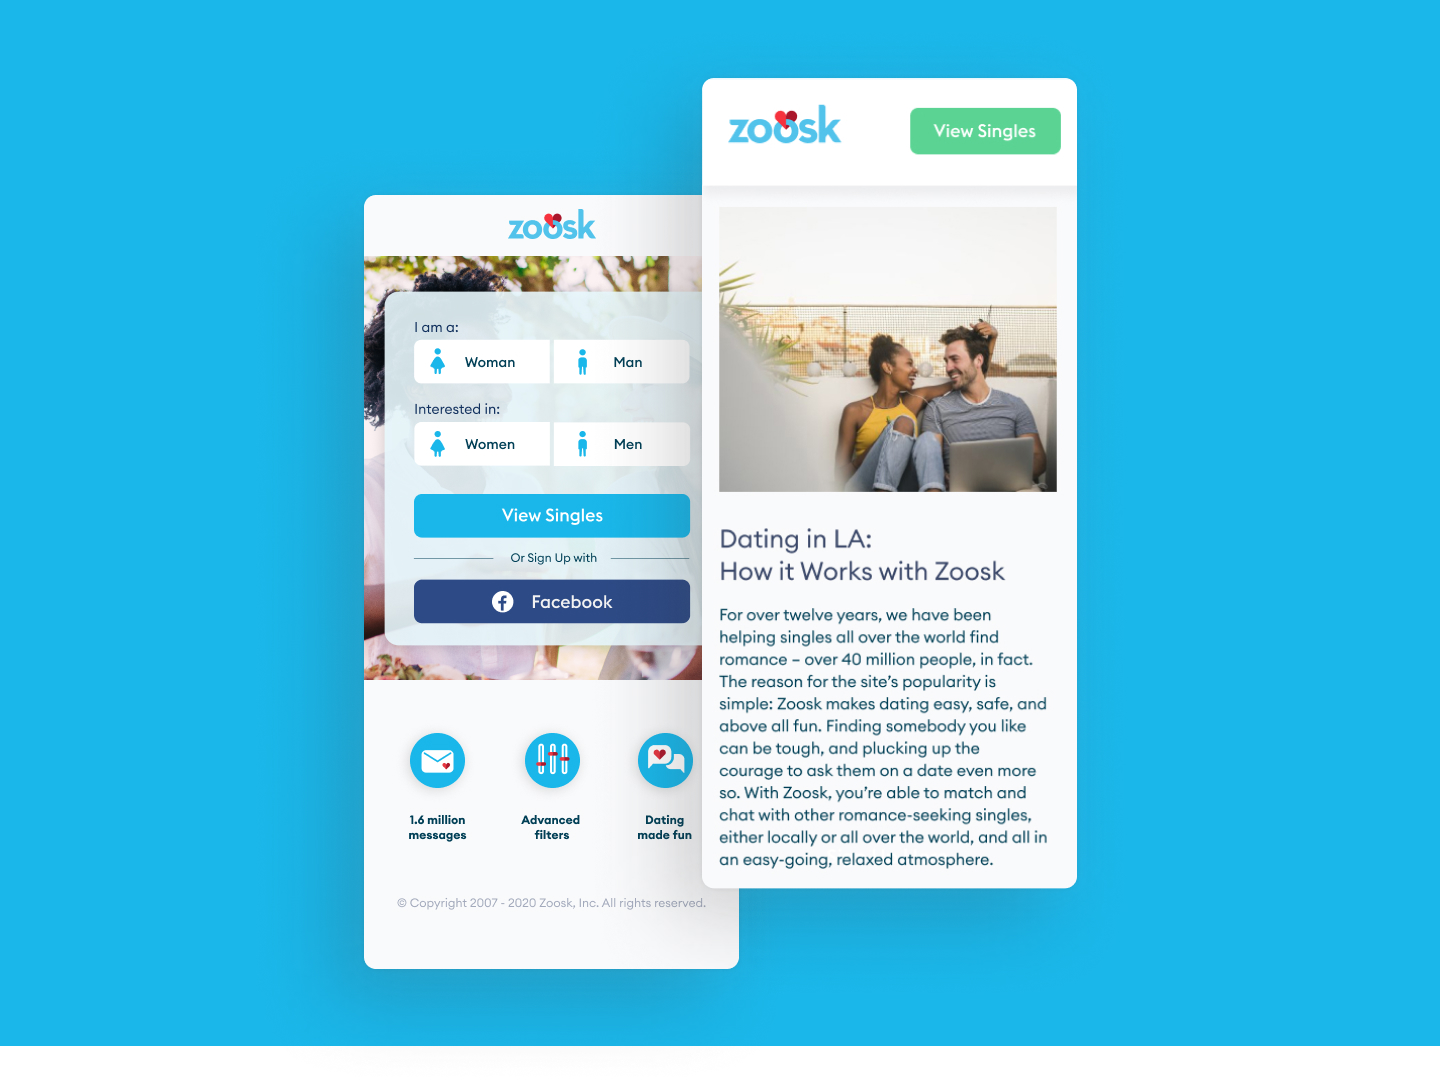 zoosk
I am a:
Woman
Man
Interested in:
Women
Men
View Singles
Or Sign Up with
Facebook
1.6 million
messages
Advanced
filters
Dating
made fun
© Copyright 2007 - 2020 Zoosk, Inc. All rights reserved.
zoosk
View Singles
Dating in LA:
How it Works with Zoosk
For over twelve years, we have been
helping singles all over the world find
romance – over 40 million people, in fact.
The reason for the site’s popularity is
simple: Zoosk makes dating easy, safe, and
above all fun. Finding somebody you like
can be tough, and plucking up the
courage to ask them on a date even more
so. With Zoosk, you’re able to match and
chat with other romance-seeking singles,
either locally or all over the world, and all in
an easy-going, relaxed atmosphere.